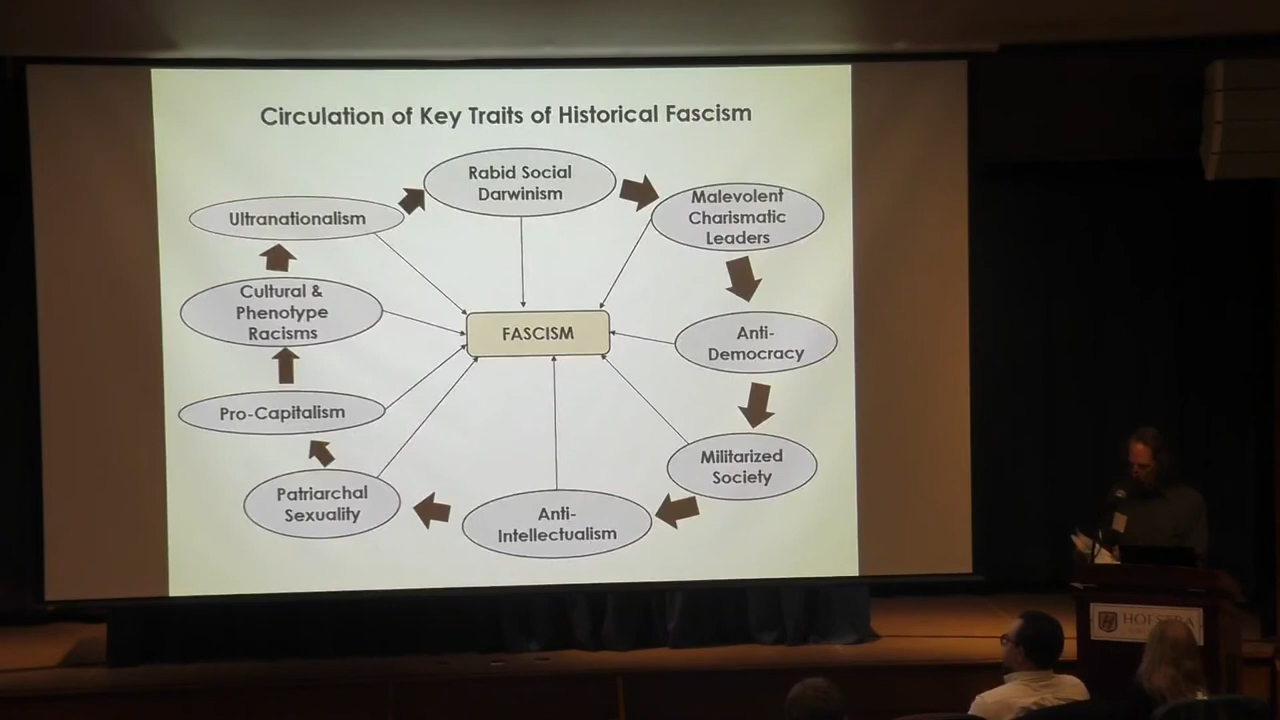 Circulation of Key Traits of Historical Fascism
Rabid Social
Darwinism
Malevolent
Charismatic
Leaders
Ultranationalism
Cultural &
Phenotype
Racisms
FASCISM
Anti-
Democracy
Pro-Capitalism
Militarized
Society
Patriarchal
Sexuality
Anti-
Intellectualism
HOFSTRA